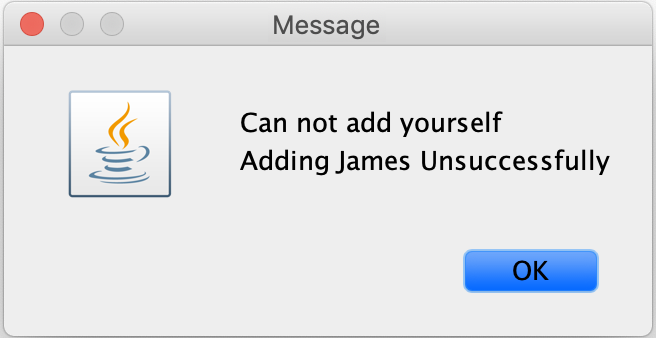 Message
Can not add yourself
Adding James Unsuccessfully
OK